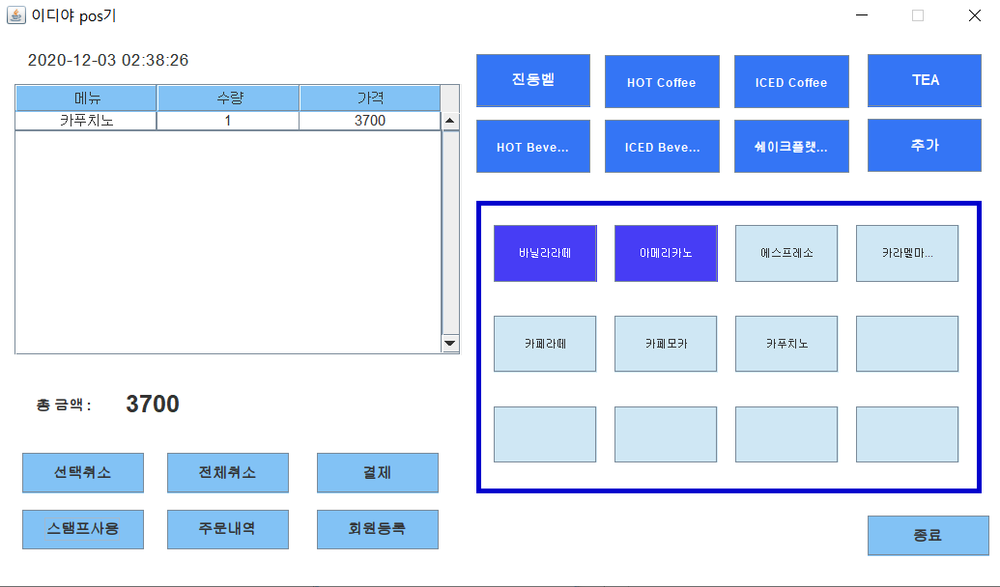 이디야 pos기
2020-12-03 02:38:26
메뉴 수량 가격
카푸치노 1 3700
총 금액 : 3700
선택취소 전체취소 결제
스탬프사용 주문내역 회원등록
진동벨 HOT Coffee ICED Coffee TEA
HOT Beve... ICED Beve... 쉐이크플랫... 추가
바닐라라떼 아메리카노 에스프레소 카라멜마...
카페라떼 카페모카 카푸치노
종료